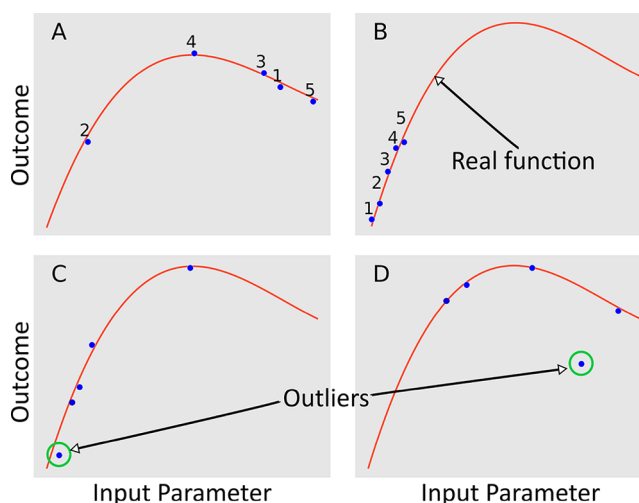 A
B
4
3
1
5
2
Outcome
5
4
3
2
1
Real function
C
D
Outcome
Outliers
Input Parameter
Input Parameter